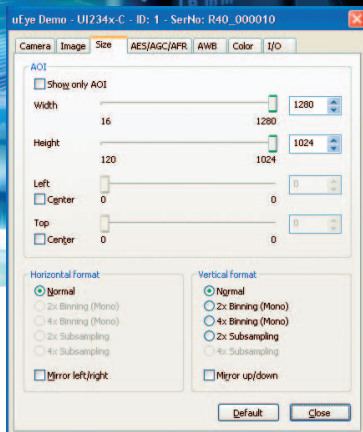 uEye Demo - UI234x-C - ID: 1 - SerNo: R40_000010
Camera Image Size AES/AGC/AFR AWB Color I/O
AOI
Show only AOI
Width 1280
16 1280
Height 1024
120 1024
Left 0
Center 0 0
Top 0
Center 0 0
Horizontal format Vertical format
Normal Normal
2x Binning (Mono) 2x Binning (Mono)
4x Binning (Mono) 4x Binning (Mono)
2x Subsampling 2x Subsampling
4x Subsampling 4x Subsampling
Mirror left/right Mirror up/down
Default Close